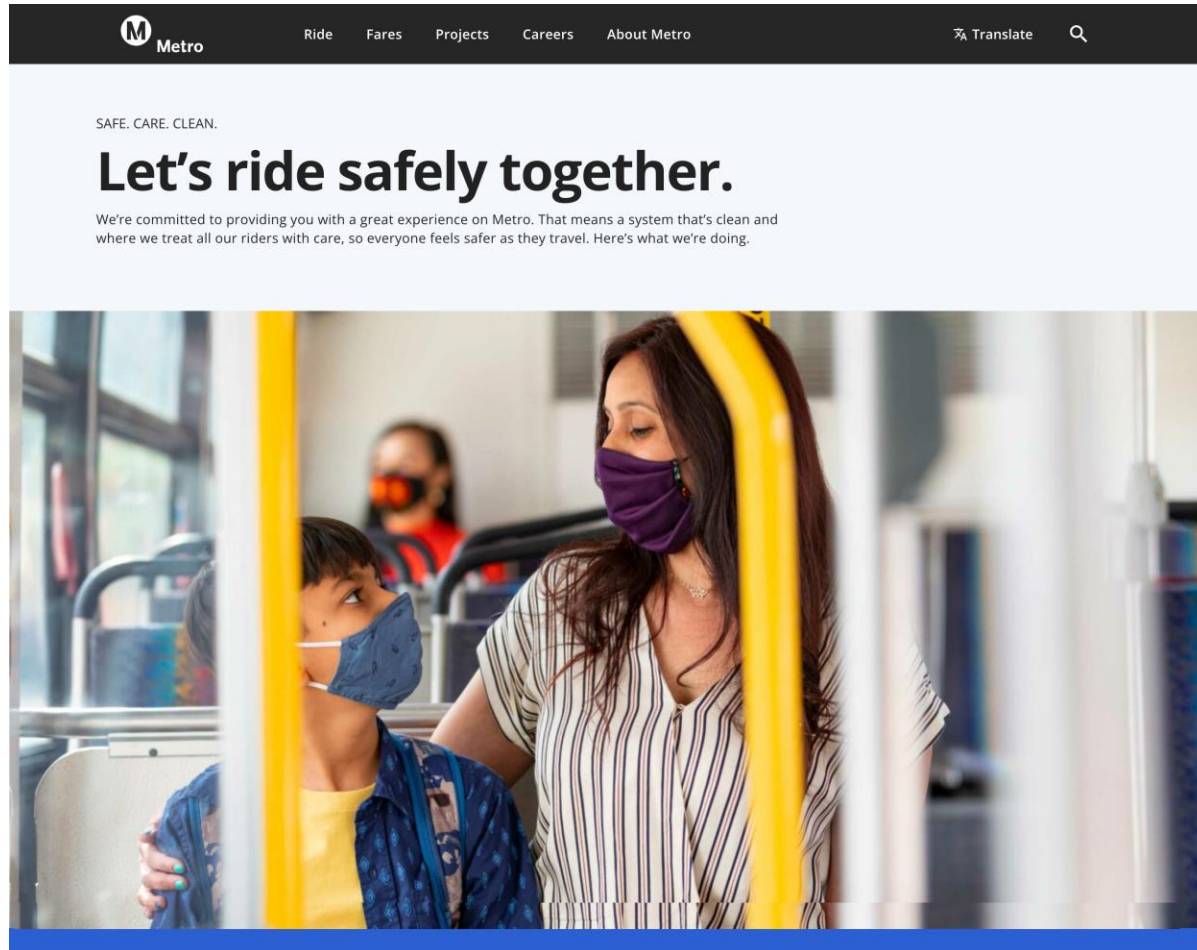 M Metro
Ride Fares Projects Careers About Metro
Translate
SAFE. CARE. CLEAN.
Let’s ride safely together.
We’re committed to providing you with a great experience on Metro. That means a system that’s clean and
where we treat all our riders with care, so everyone feels safer as they travel. Here’s what we’re doing.